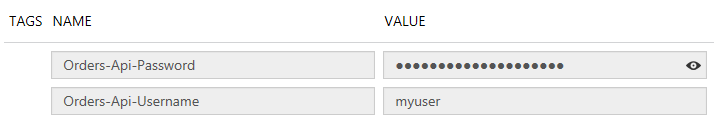 TAGS NAME VALUE
Orders-Api-Password ●●●●●●●●●●●●●●●●●●●●
Orders-Api-Username myuser